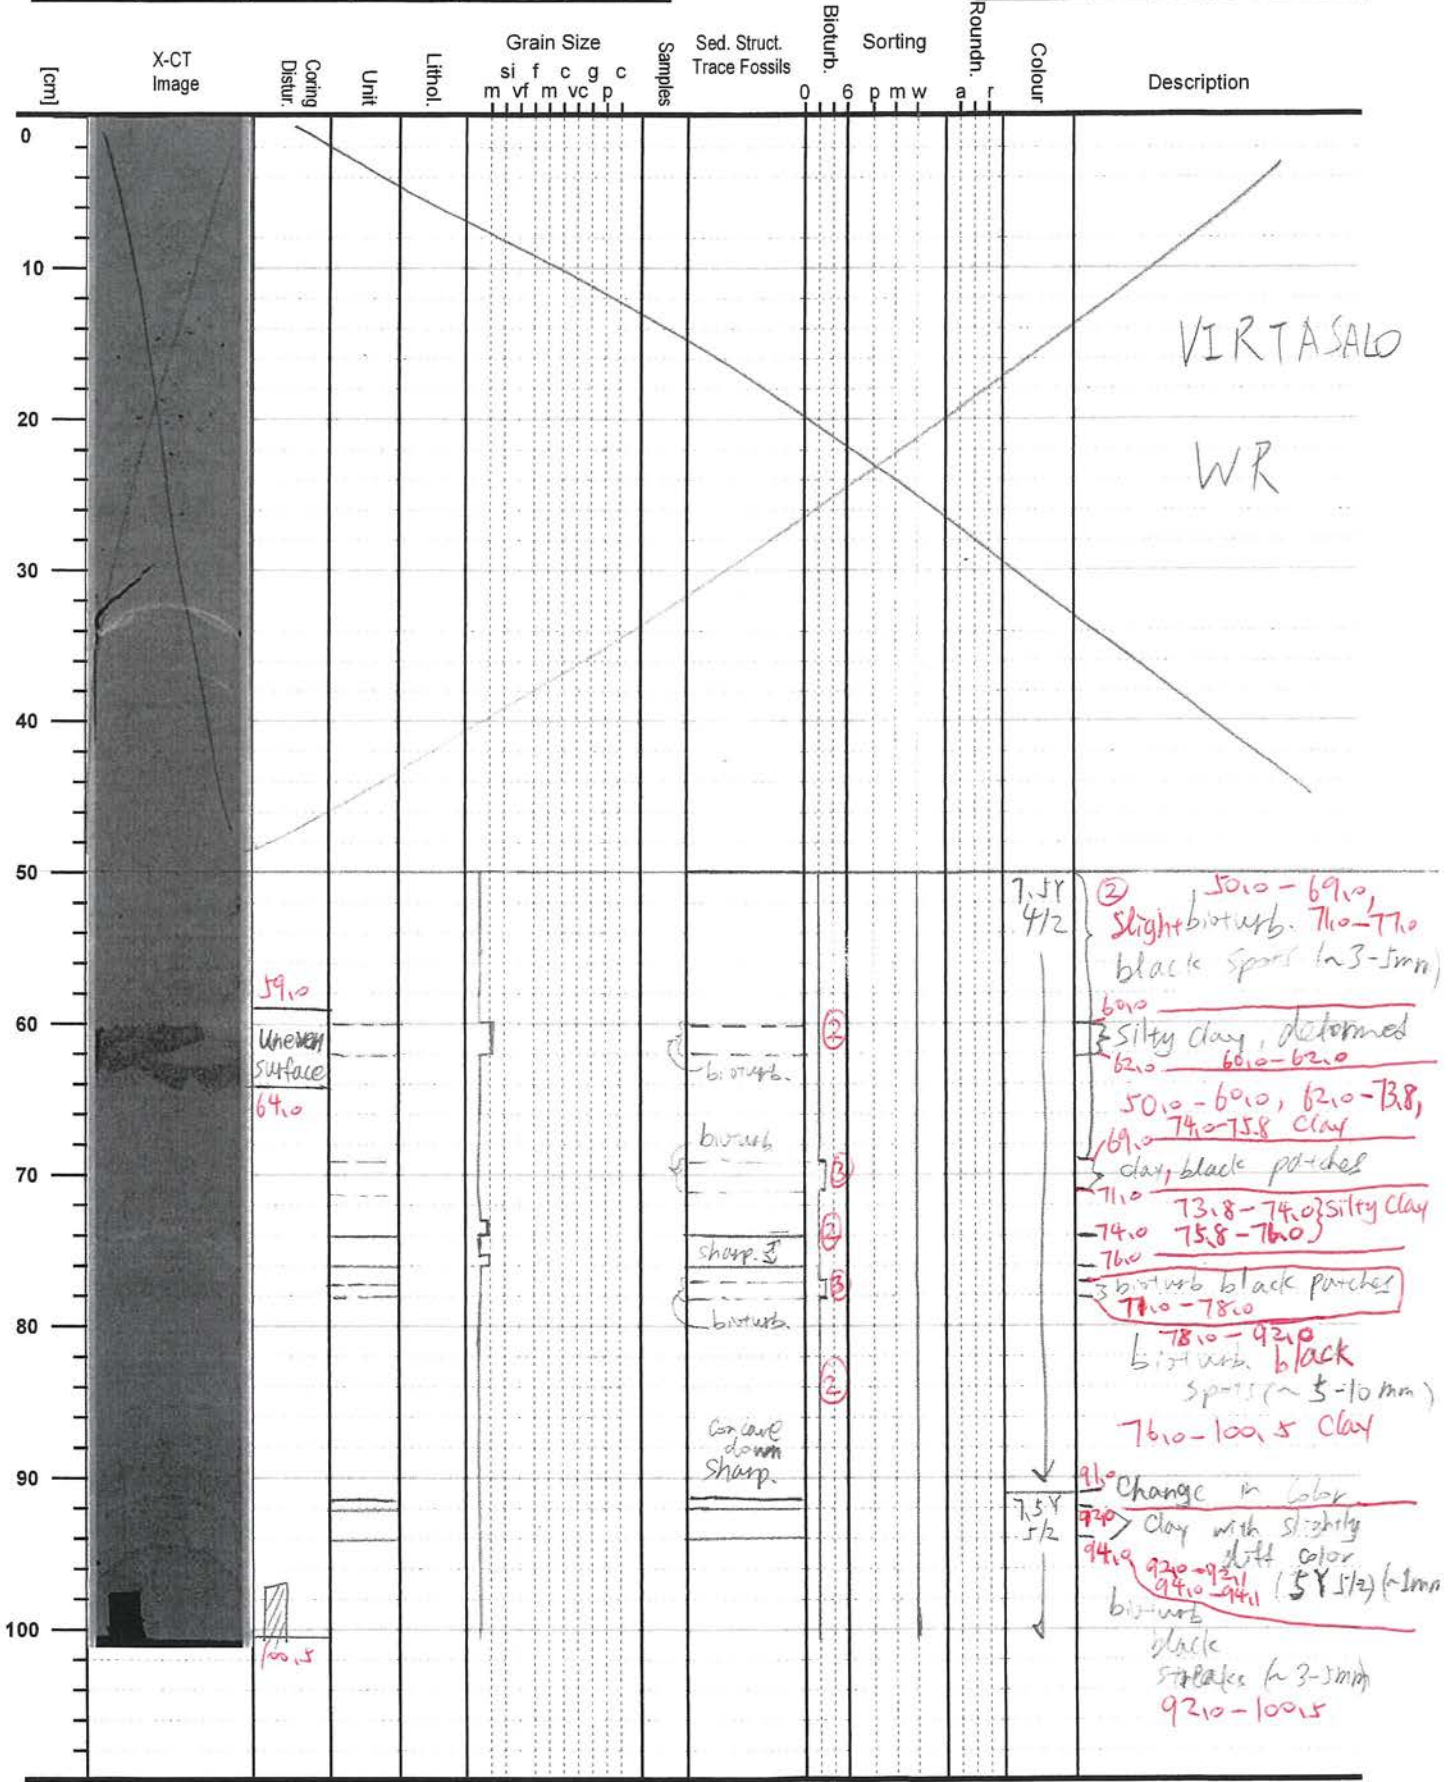 [cm]
X-CT
Image
Coring
Distur.
Unit
Lithol.
Grain Size
si f c g c
m vf m vc p
Samples
Sed. Struct.
Trace Fossils
Bioturb.
0 6
Sorting
p m w
Roundn.
a r
Colour
Description
0
10
20
30
40
50
60
70
80
90
100
VIRTASALO
WR
59,0
Uneven
surface
64,0
100,5
bioturb.
bioturb
sharp.
bioturb.
concave
down
sharp.
2
3
2
3
2
7,5Y
4/2
7,5Y
5/2
2 50,0-69,0,
Slight bioturb. 71,0-77,0
black spots (~3-5mm)
60,0
Silty clay, deformed
62,0 60,0-62,0
50,0-60,0, 62,0-73,8,
74,0-75,8 Clay
69,0
clay, black patches
71,0
73,8-74,0 } Silty Clay
74,0 75,8-76,0
76,0
bioturb black patches
77,0-78,0
78,0-92,0
bioturb. black
spots (~5-10 mm)
76,0-100,5 Clay
91,0
Change in color
92,0 Clay with slightly
diff color
94,0 92,0-92,1
94,0-94,1 (5Y 5/2) (~1mm
bioturb
black
streaks (~3-5mm)
92,0-100,5